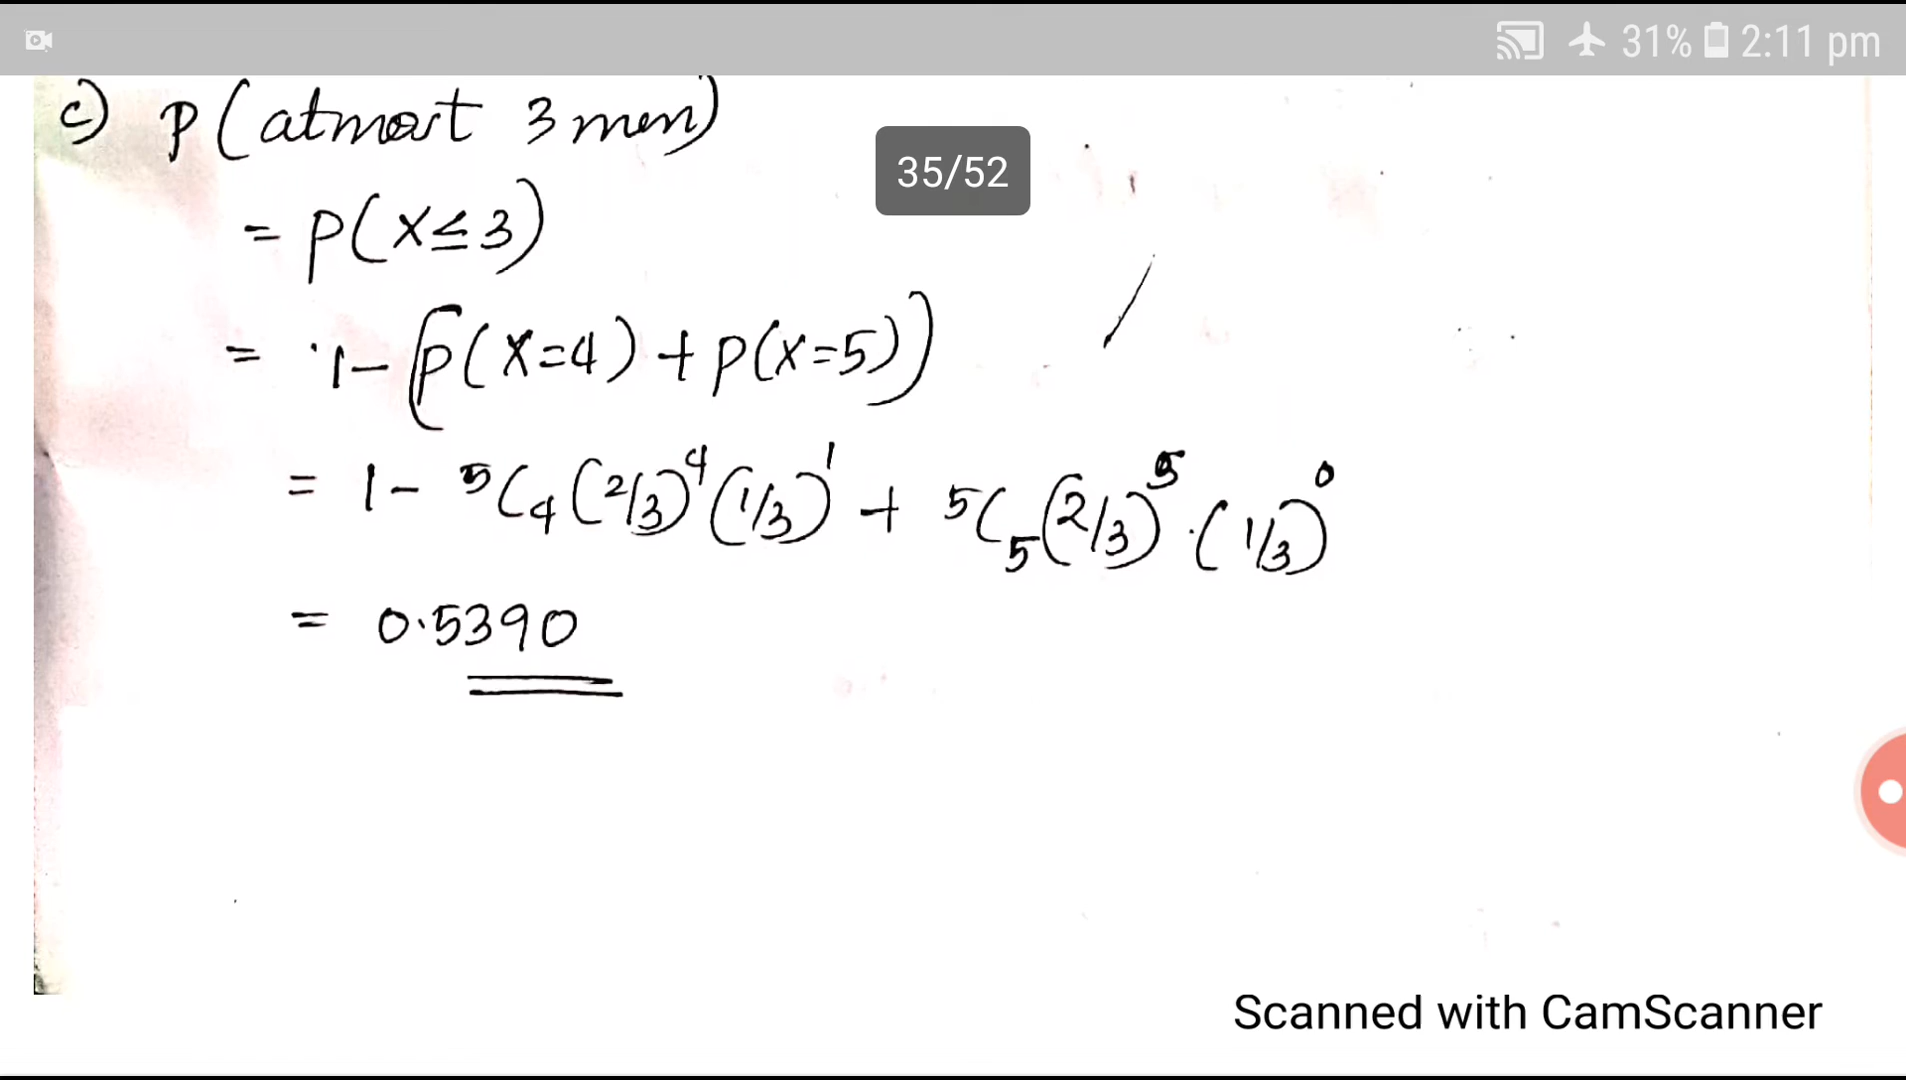 31% 2:11 pm
c) P(atmost 3 men)
35/52
= P(X≤3)
= 1-(P(X=4)+P(X=5))
= 1- ⁵C₄(2/3)⁴(1/3)¹ + ⁵C₅(2/3)⁵·(1/3)⁰
= 0.5390
Scanned with CamScanner